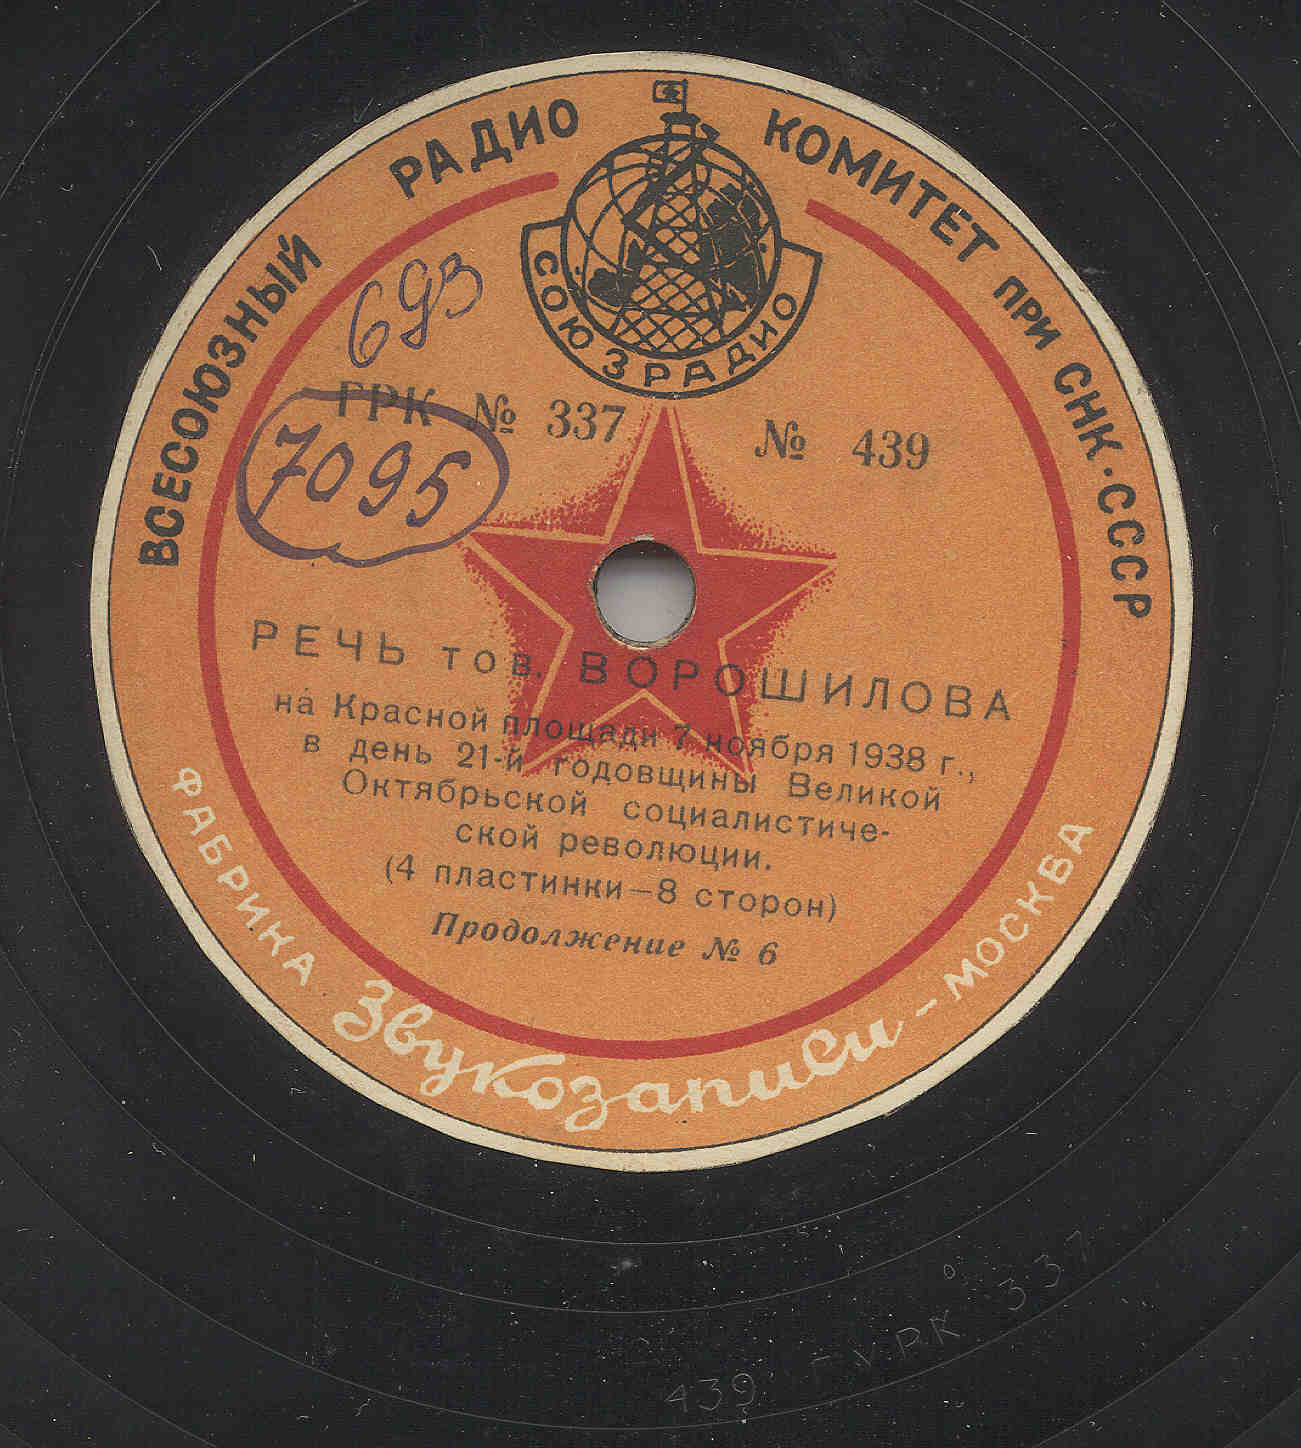 ВСЕСОЮЗНЫЙ РАДИО КОМИТЕТ ПРИ СНК·СССР
СОЮЗРАДИО
693
ГРК № 337 № 439
7095
РЕЧЬ тов. ВОРОШИЛОВА
на Красной площади 7 ноября 1938 г.,
в день 21-й годовщины Великой
Октябрьской социалистиче-
ской революции.
(4 пластинки—8 сторон)
Продолжение № 6
ФАБРИКА Звукозаписи — МОСКВА
439 ГРК 337